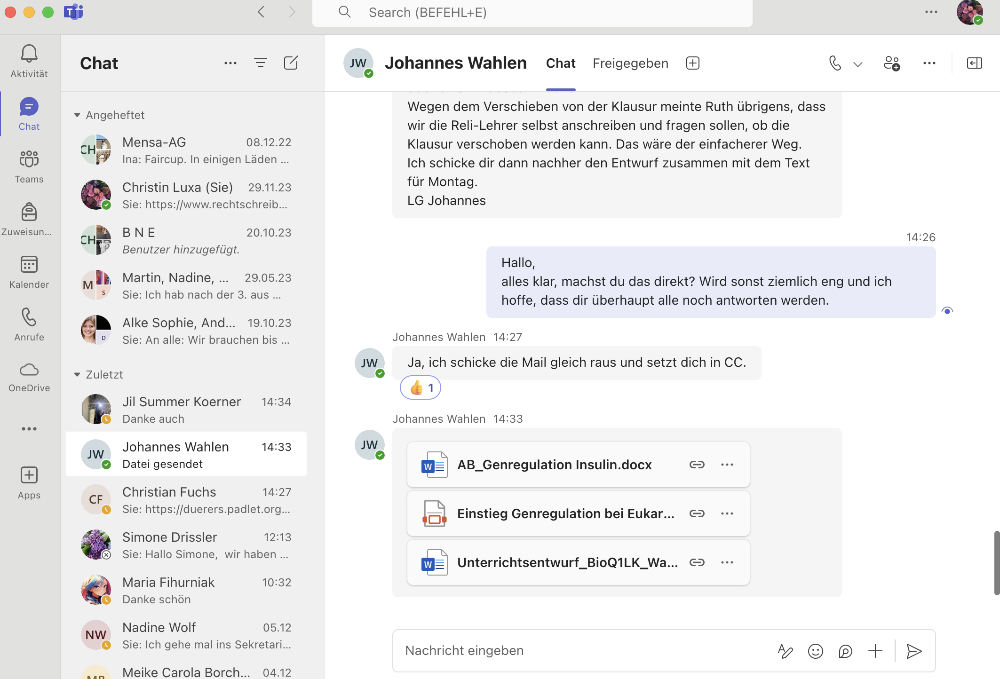 Search (BEFEHL+E)
Aktivität
Chat
Teams
Zuweisun...
Kalender
Anrufe
OneDrive
Apps
Chat
Angeheftet
CH
Mensa-AG 08.12.22
Ina: Faircup. In einigen Läden ...
Christin Luxa (Sie) 29.11.23
Sie: https://www.rechtschreib...
CH
B N E 20.10.23
Benutzer hinzugefügt.
M S
Martin, Nadine, ... 29.05.23
Sie: Ich hab nach der 3. aus ...
D
Alke Sophie, And... 19.10.23
Sie: An alle: Wir brauchen bis ...
Zuletzt
Jil Summer Koerner 14:34
Danke auch
JW
Johannes Wahlen 14:33
Datei gesendet
CF
Christian Fuchs 14:27
Sie: https://duerers.padlet.org...
Simone Drissler 12:13
Sie: Hallo Simone, wir haben ...
Maria Fihurniak 10:32
Danke schön
NW
Nadine Wolf 05.12
Sie: Ich gehe mal ins Sekretari...
Meike Carola Borch... 04.12
JW Johannes Wahlen Chat Freigegeben
Wegen dem Verschieben von der Klausur meinte Ruth übrigens, dass
wir die Reli-Lehrer selbst anschreiben und fragen sollen, ob die
Klausur verschoben werden kann. Das wäre der einfacherer Weg.
Ich schicke dir dann nachher den Entwurf zusammen mit dem Text
für Montag.
LG Johannes
14:26
Hallo,
alles klar, machst du das direkt? Wird sonst ziemlich eng und ich
hoffe, dass dir überhaupt alle noch antworten werden.
Johannes Wahlen 14:27
JW
Ja, ich schicke die Mail gleich raus und setzt dich in CC.
1
Johannes Wahlen 14:33
JW
AB_Genregulation Insulin.docx
Einstieg Genregulation bei Eukar...
Unterrichtsentwurf_BioQ1LK_Wa...
Nachricht eingeben